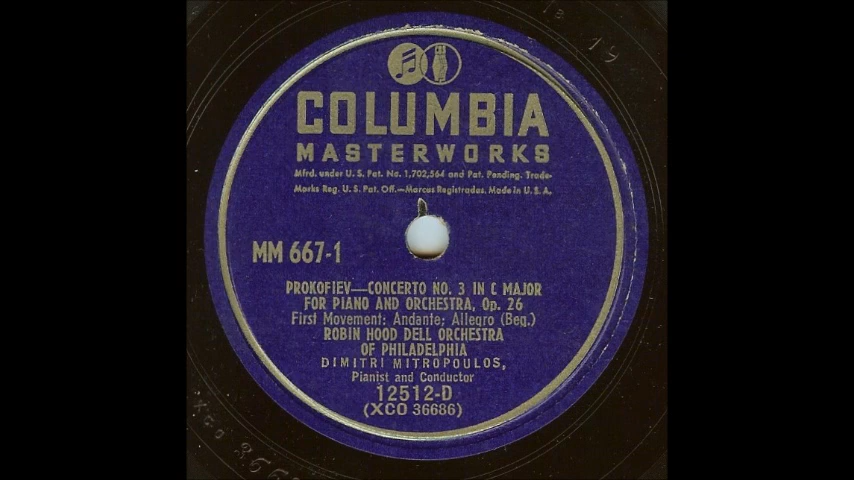 19
COLUMBIA
MASTERWORKS
Mfrd. under U. S. Pat. No. 1,702,564 and Pat. Pending. Trade-
Marks Reg. U. S. Pat. Off.—Marcas Registradas. Made in U. S. A.
MM 667-1
PROKOFIEV—CONCERTO NO. 3 IN C MAJOR
FOR PIANO AND ORCHESTRA, Op. 26
First Movement: Andante; Allegro (Beg.)
ROBIN HOOD DELL ORCHESTRA
OF PHILADELPHIA
DIMITRI MITROPOULOS,
Pianist and Conductor
12512-D
(XCO 36686)
XCO